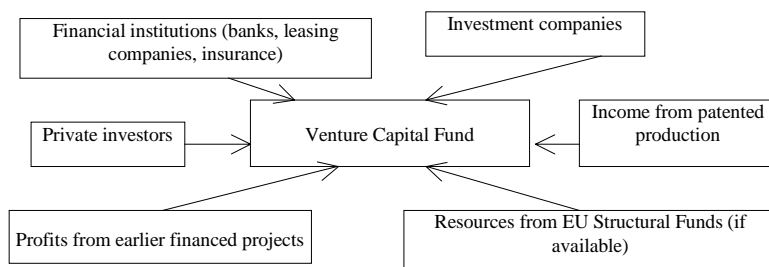 Financial institutions (banks, leasing
companies, insurance)
Investment companies
Private investors
Venture Capital Fund
Income from patented
production
Profits from earlier financed projects
Resources from EU Structural Funds (if
available)